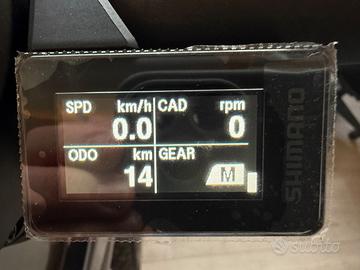 SPD km/h CAD rpm
0.0 0
ODO km GEAR
14 M
SHIMANO
subito